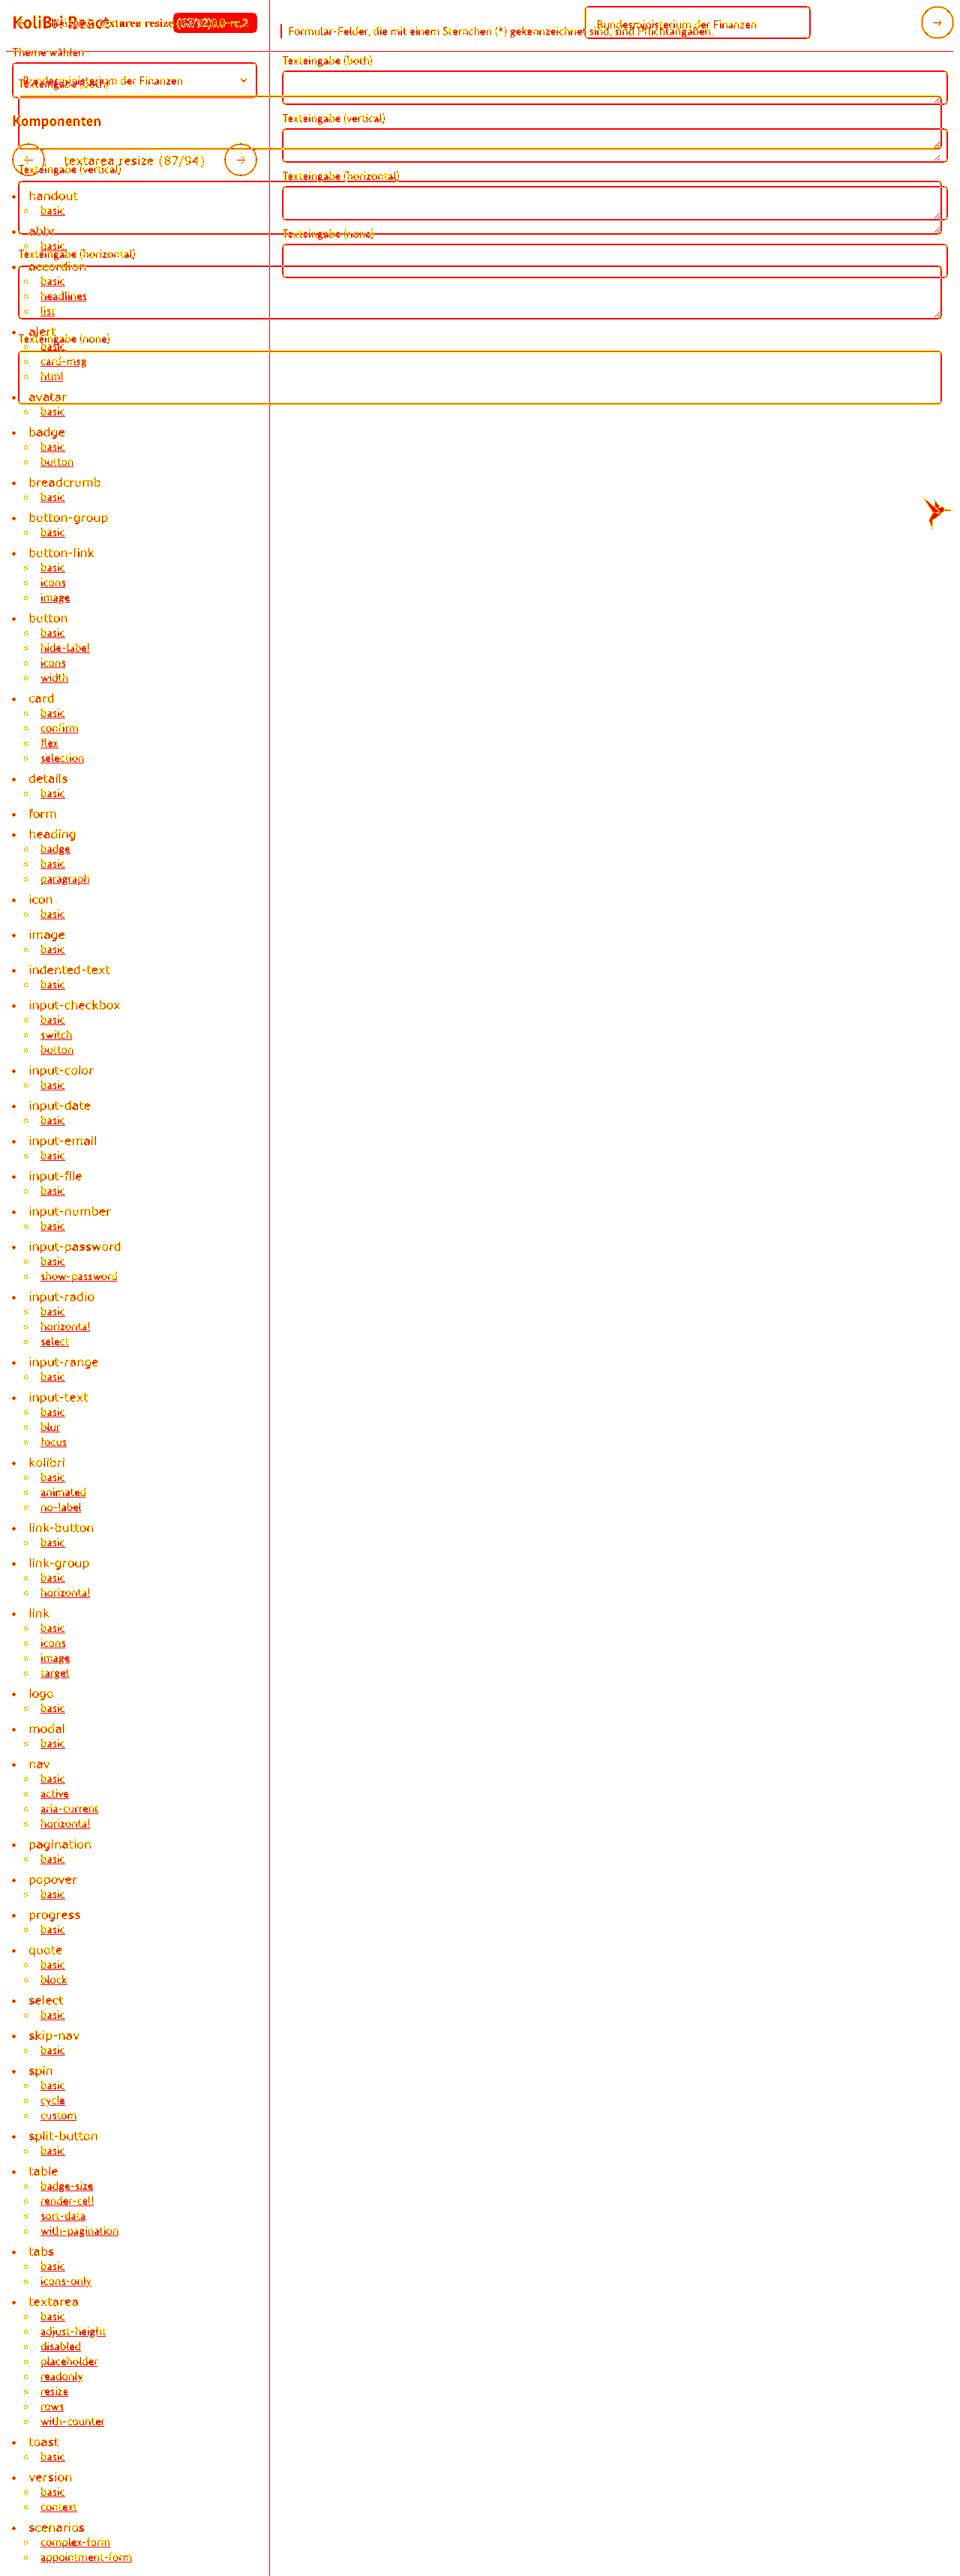 KoliBri React
textarea resize
Bundesministerium der Finanzen
Formular-Felder, die mit einem Sternchen (*) gekennzeichnet sind, sind Pflichtangaben.
Theme wählen
Texteingabe (both)
Bundesministerium der Finanzen
Texteingabe (both)
Komponenten
Texteingabe (vertical)
textarea resize (87/94)
Texteingabe (vertical)
Texteingabe (horizontal)
handout
basic
abbr
Texteingabe (none)
basic
Texteingabe (horizontal)
accordion
basic
headlines
list
alert
Texteingabe (none)
basic
card-msg
html
avatar
basic
badge
basic
button
breadcrumb
basic
button-group
basic
button-link
basic
icons
image
button
basic
hide-label
icons
width
card
basic
confirm
flex
selection
details
basic
form
heading
badge
basic
paragraph
icon
basic
image
basic
indented-text
basic
input-checkbox
basic
switch
button
input-color
basic
input-date
basic
input-email
basic
input-file
basic
input-number
basic
input-password
basic
show-password
input-radio
basic
horizontal
select
input-range
basic
input-text
basic
blur
focus
kolibri
basic
animated
no-label
link-button
basic
link-group
basic
horizontal
link
basic
icons
image
target
logo
basic
modal
basic
nav
basic
active
aria-current
horizontal
pagination
basic
popover
basic
progress
basic
quote
basic
block
select
basic
skip-nav
basic
spin
basic
cycle
custom
split-button
basic
table
badge-size
render-cell
sort-data
with-pagination
tabs
basic
icons-only
textarea
basic
adjust-height
disabled
placeholder
readonly
resize
rows
with-counter
toast
basic
version
basic
context
scenarios
complex-form
appointment-form